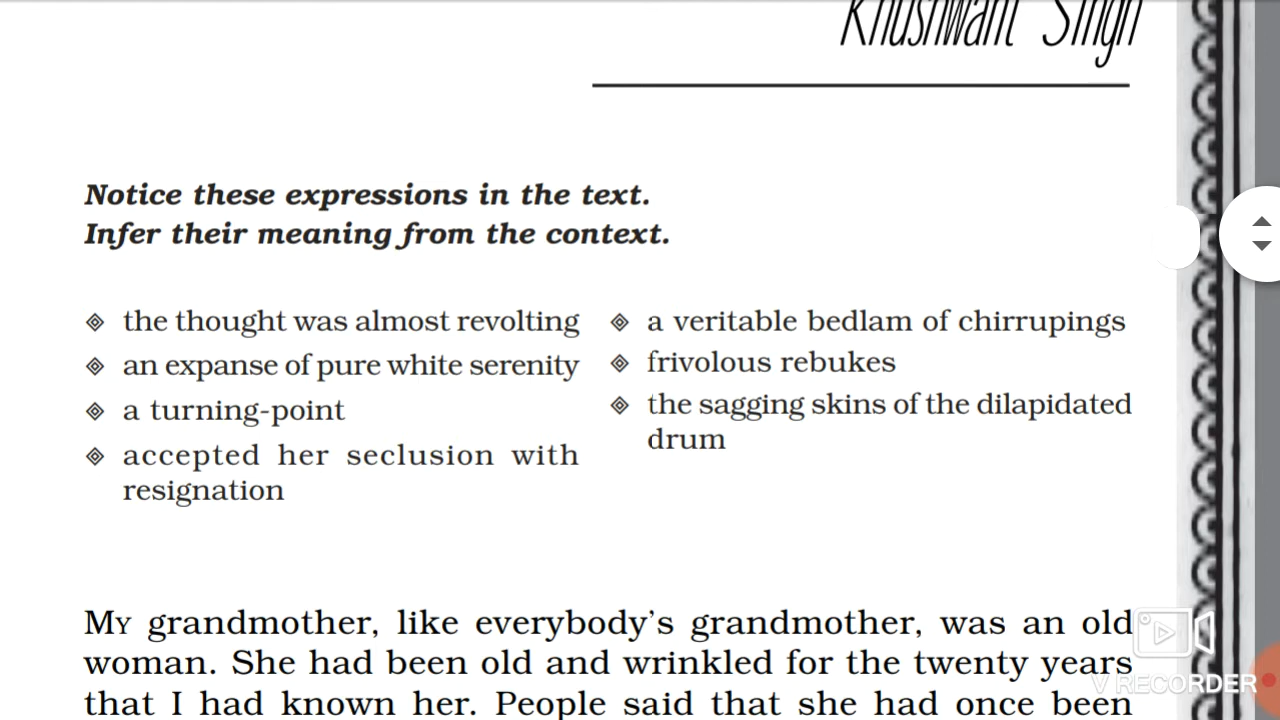 Khushwant Singh
Notice these expressions in the text.
Infer their meaning from the context.
the thought was almost revolting
an expanse of pure white serenity
a turning-point
accepted her seclusion with
resignation
a veritable bedlam of chirrupings
frivolous rebukes
the sagging skins of the dilapidated
drum
MY grandmother, like everybody's grandmother, was an old
woman. She had been old and wrinkled for the twenty years
that I had known her. People said that she had once been
V RECORDER